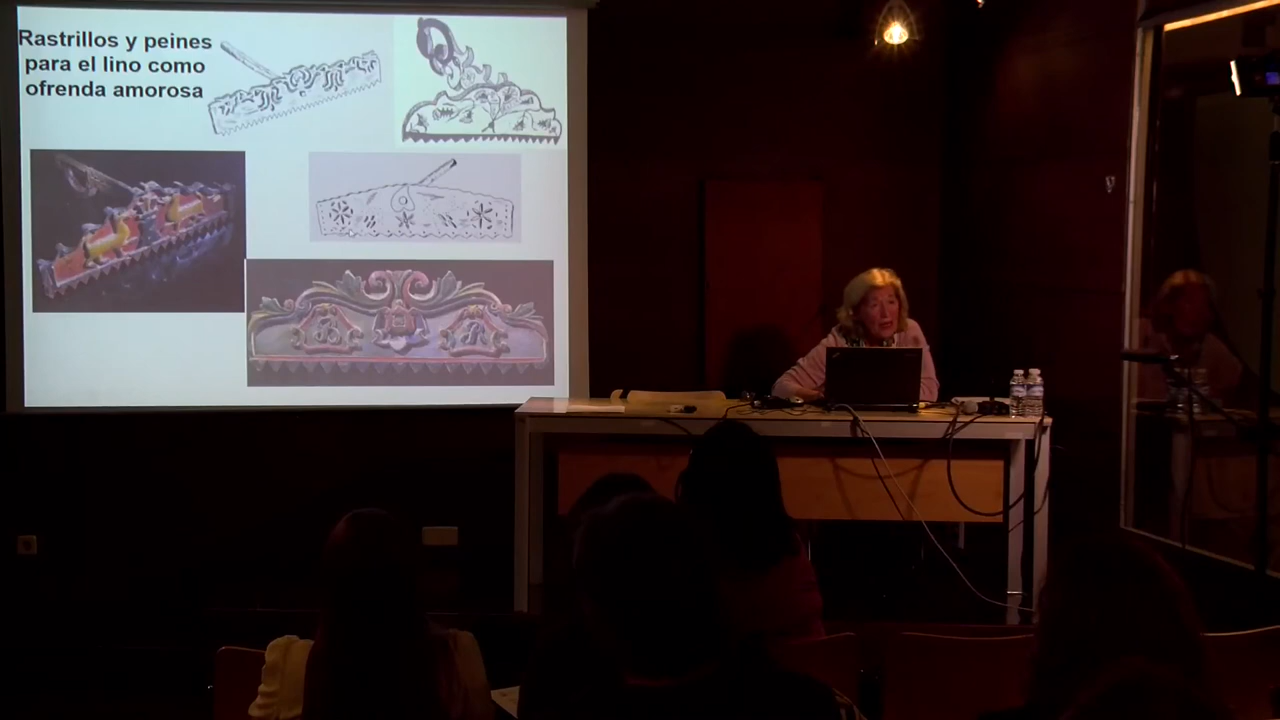 Rastrillos y peines
para el lino como
ofrenda amorosa